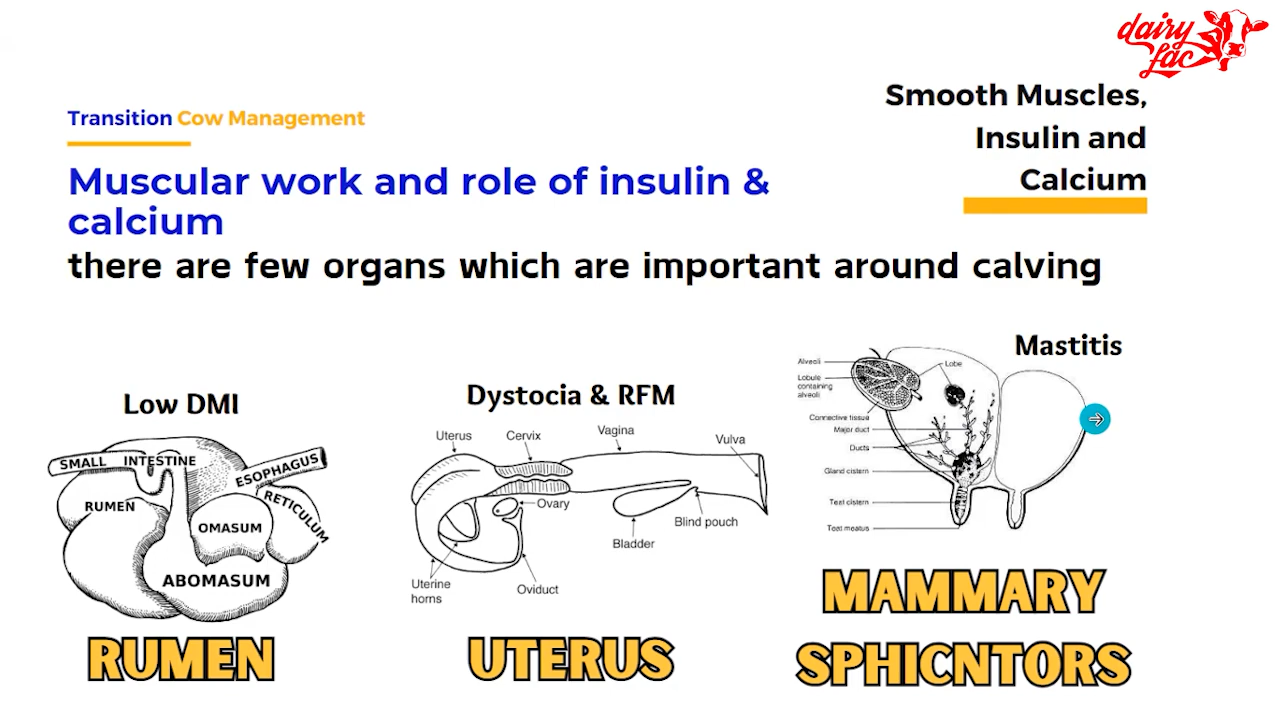 dairy
lac
Smooth Muscles,
Insulin and
Calcium
Transition Cow Management
Muscular work and role of insulin &
calcium
there are few organs which are important around calving
Low DMI
SMALL INTESTINE
ESOPHAGUS
RUMEN
RETICULUM
OMASUM
ABOMASUM
RUMEN
Dystocia & RFM
Uterus
Cervix
Vagina
Vulva
Ovary
Blind pouch
Bladder
Uterine
horns
Oviduct
UTERUS
Mastitis
Alveoli
Lobe
Lobule
containing
alveoli
Connective tissue
Major duct
Ducts
Gland cistern
Teat cistern
Teat meatus
MAMMARY
SPHICNTORS